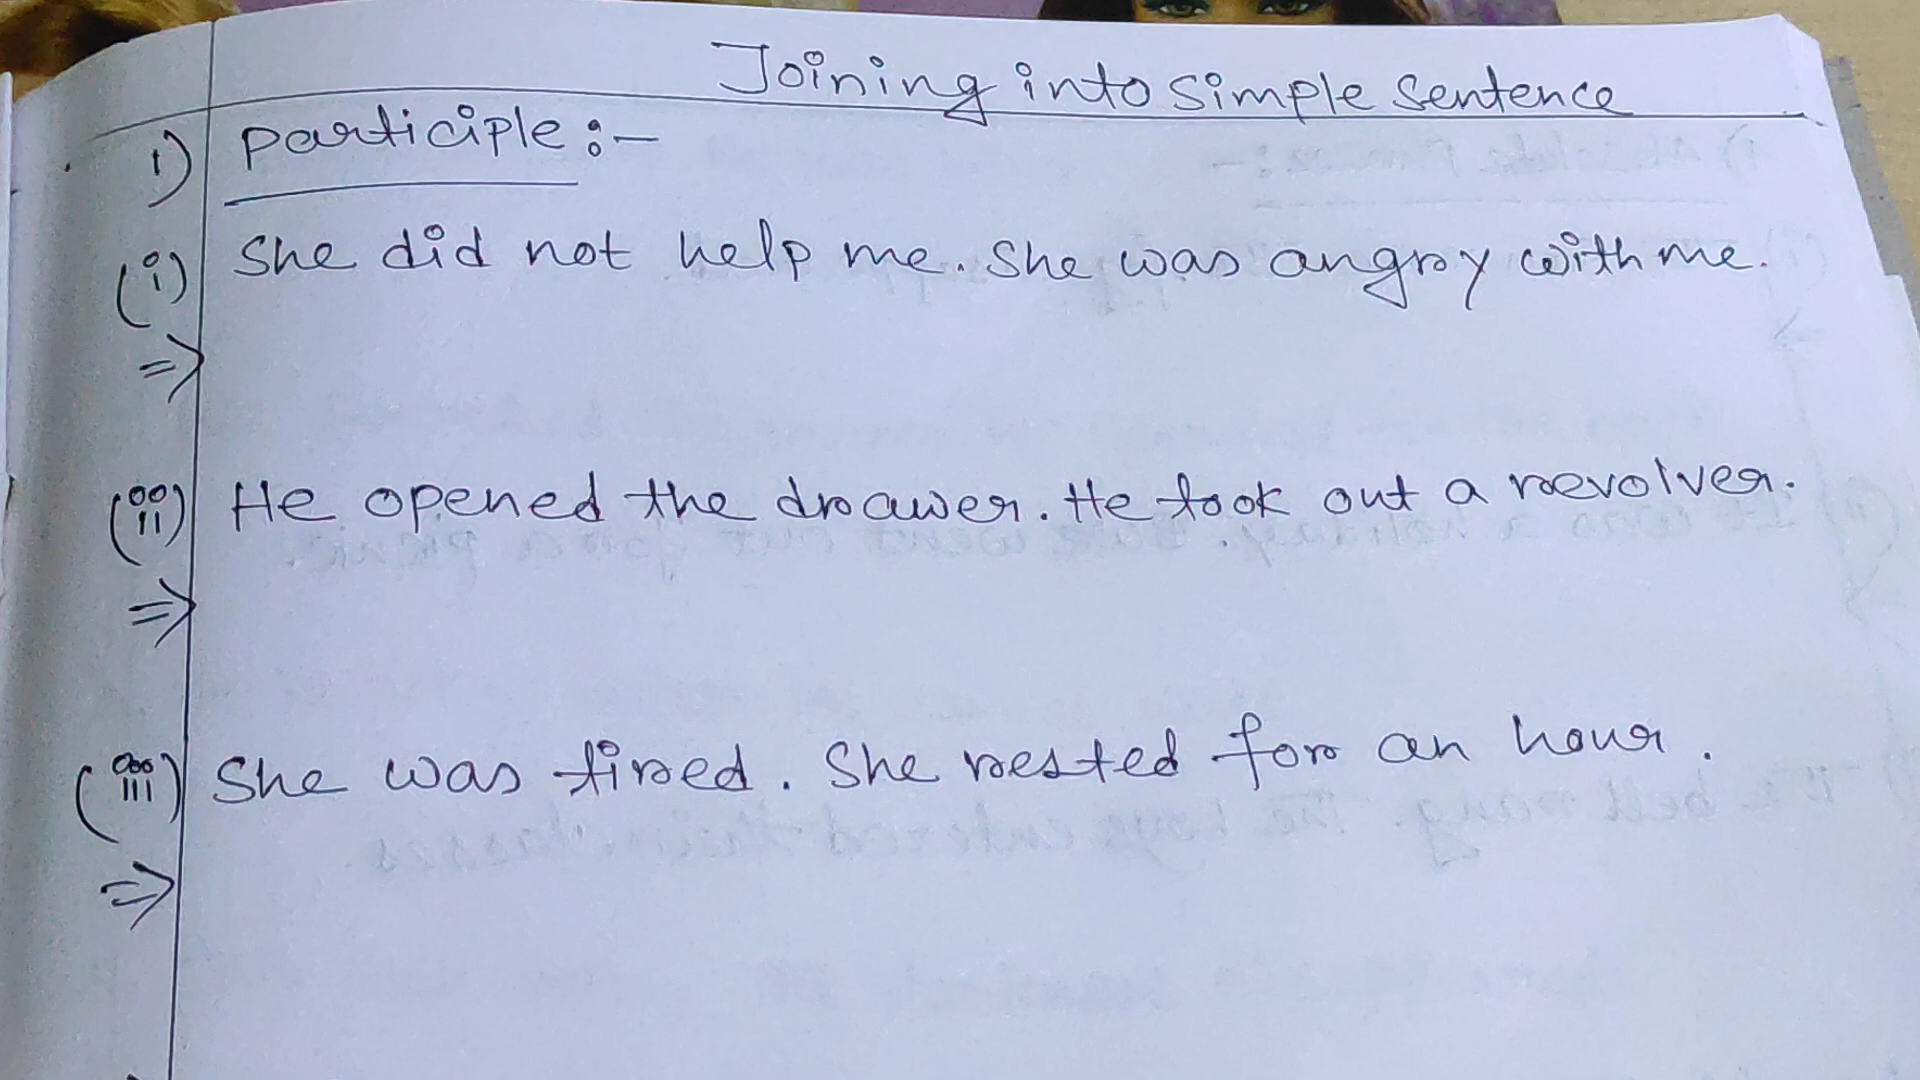 Joining into simple sentence
1) participle :-
(i) She did not help me. She was angry with me.
=>
(ii) He opened the drawer. He took out a revolver.
=>
(iii) She was tired. She rested for an hour.
=>